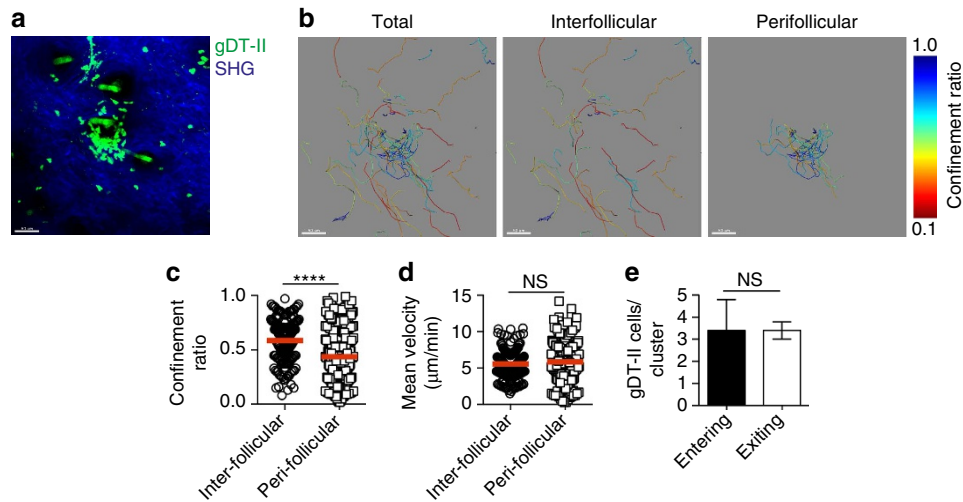 a
gDT-II
SHG
b
Total
Interfollicular
Perifollicular
1.0
0.1
Confinement ratio
c
****
Confinement
ratio
1.0
0.5
0.0
Inter-follicular
Peri-follicular
d
NS
Mean velocity
(μm/min)
15
10
5
0
Inter-follicular
Peri-follicular
e
NS
gDT-II cells/
cluster
5
4
3
2
1
0
Entering
Exiting